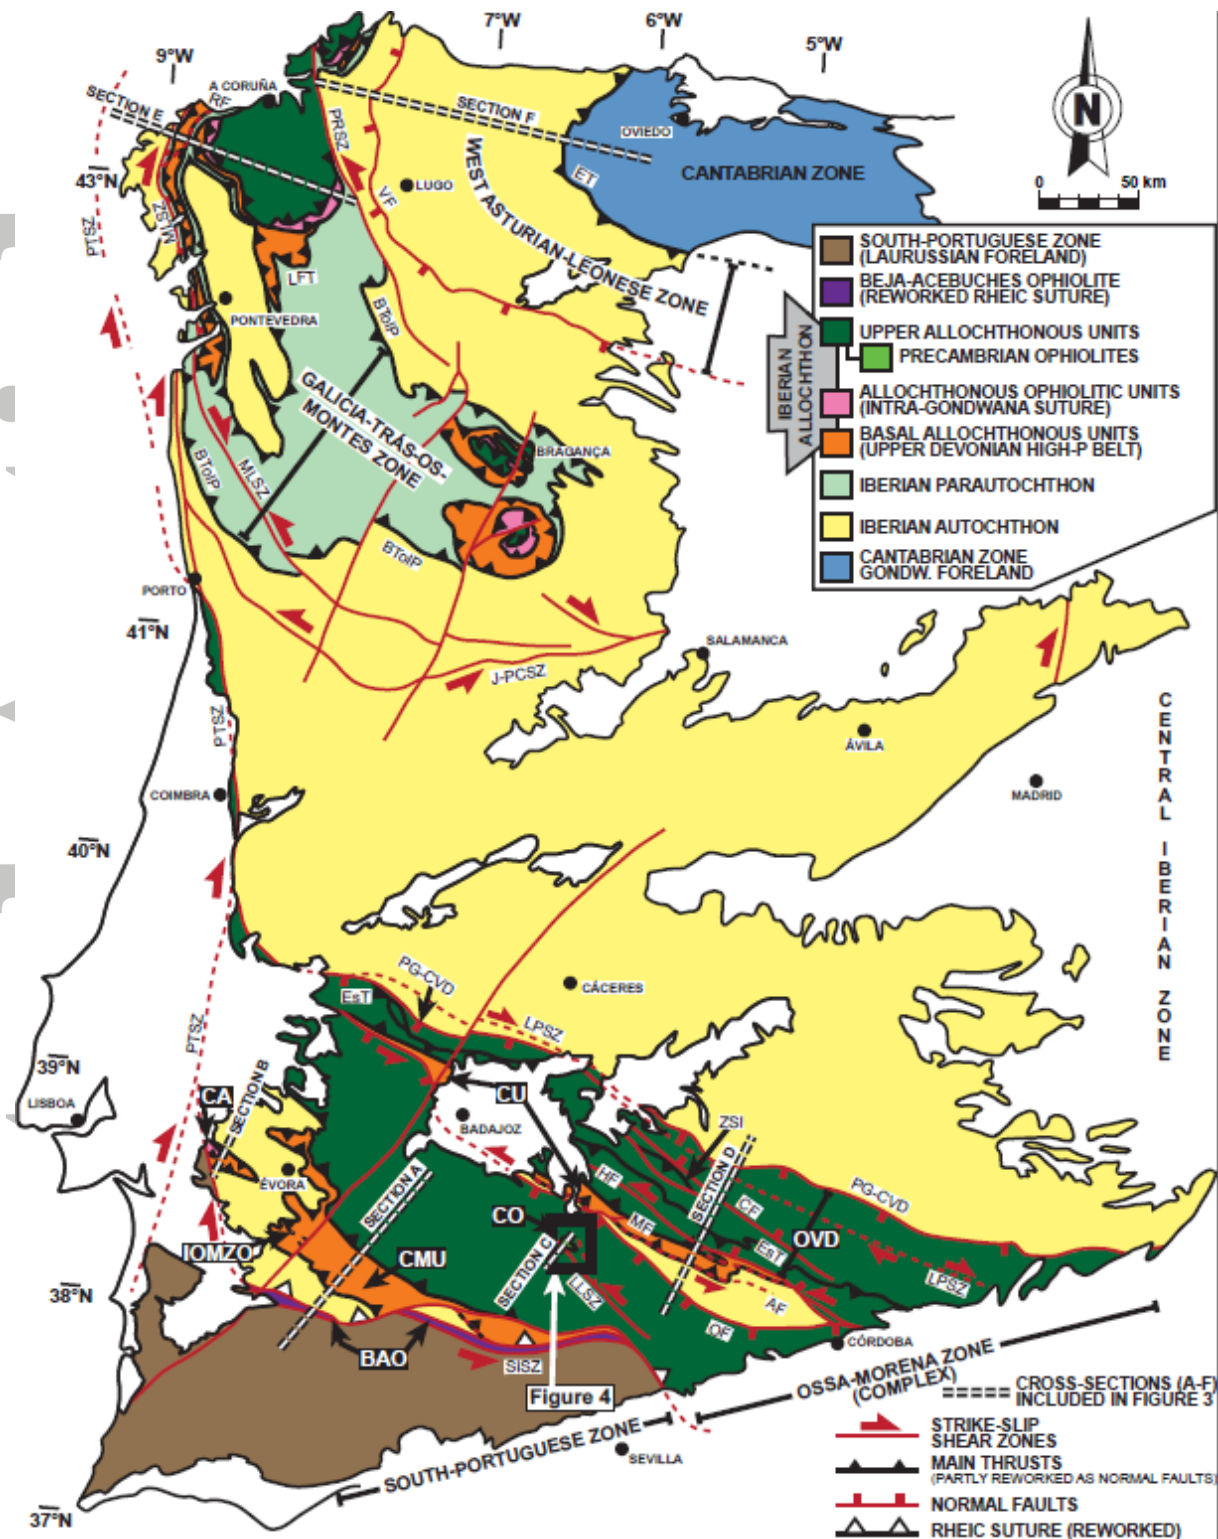 9°W
7°W
6°W
5°W
A CORUÑA
SECTION E
RF
SECTION F
PRSZ
OVIEDO
N
CANTABRIAN ZONE
ET
43°N
LUGO
VF
WEST ASTURIAN-LEONESE ZONE
0 50 km
PTSZ
MLSZ
LFT
PONTEVEDRA
BToIP
GALICIA-TRÁS-OS-
MONTES ZONE
BRAGANÇA
BToIP
MLSZ
BToIP
PORTO
41°N
SALAMANCA
J-PCSZ
PTSZ
ÁVILA
COIMBRA
MADRID
40°N
CENTRAL IBERIAN ZONE
SOUTH-PORTUGUESE ZONE
(LAURUSSIAN FORELAND)
BEJA-ACEBUCHES OPHIOLITE
(REWORKED RHEIC SUTURE)
UPPER ALLOCHTHONOUS UNITS
PRECAMBRIAN OPHIOLITES
IBERIAN
ALLOCHTHON
ALLOCHTHONOUS OPHIOLITIC UNITS
(INTRA-GONDWANA SUTURE)
BASAL ALLOCHTHONOUS UNITS
(UPPER DEVONIAN HIGH-P BELT)
IBERIAN PARAUTOCHTHON
IBERIAN AUTOCHTHON
CANTABRIAN ZONE
GONDW. FORELAND
PG-CVD
CÁCERES
EsT
LPSZ
PTSZ
39°N
LISBOA
CA
SECTION B
CU
BADAJOZ
ZSI
ÉVORA
SECTION A
HF
SECTION D
PG-CVD
CO
MF
CF
OVD
IOMZO
CMU
SECTION C
EsT
LPSZ
LLSZ
AF
38°N
OF
BAO
SISZ
CÓRDOBA
Figure 4
OSSA-MORENA ZONE
(COMPLEX)
SOUTH-PORTUGUESE ZONE
SEVILLA
37°N
CROSS-SECTIONS (A-F)
INCLUDED IN FIGURE 3
STRIKE-SLIP
SHEAR ZONES
MAIN THRUSTS
(PARTLY REWORKED AS NORMAL FAULTS)
NORMAL FAULTS
RHEIC SUTURE (REWORKED)